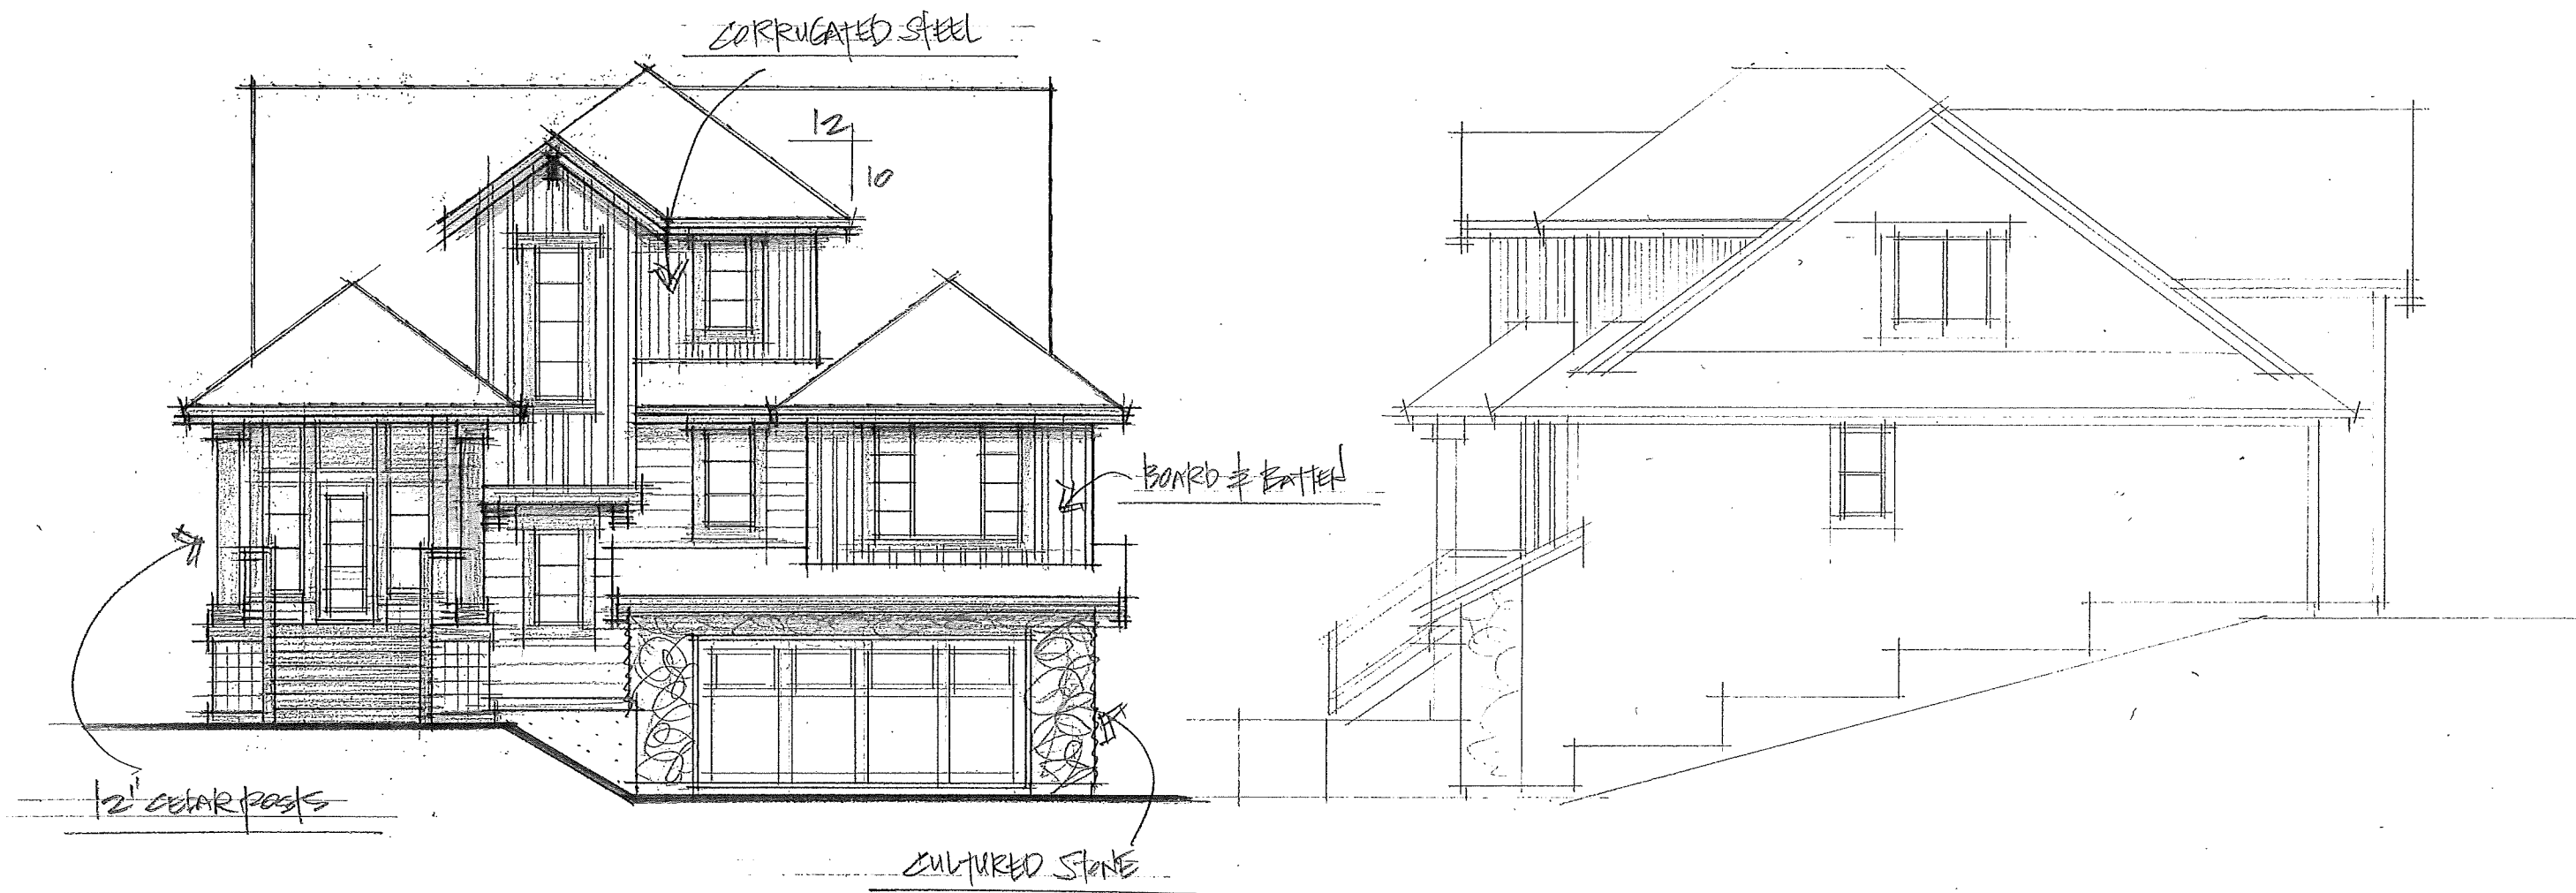 CORRUGATED STEEL
12
10
BOARD & BATTEN
12" CEDAR POSTS
CULTURED STONE